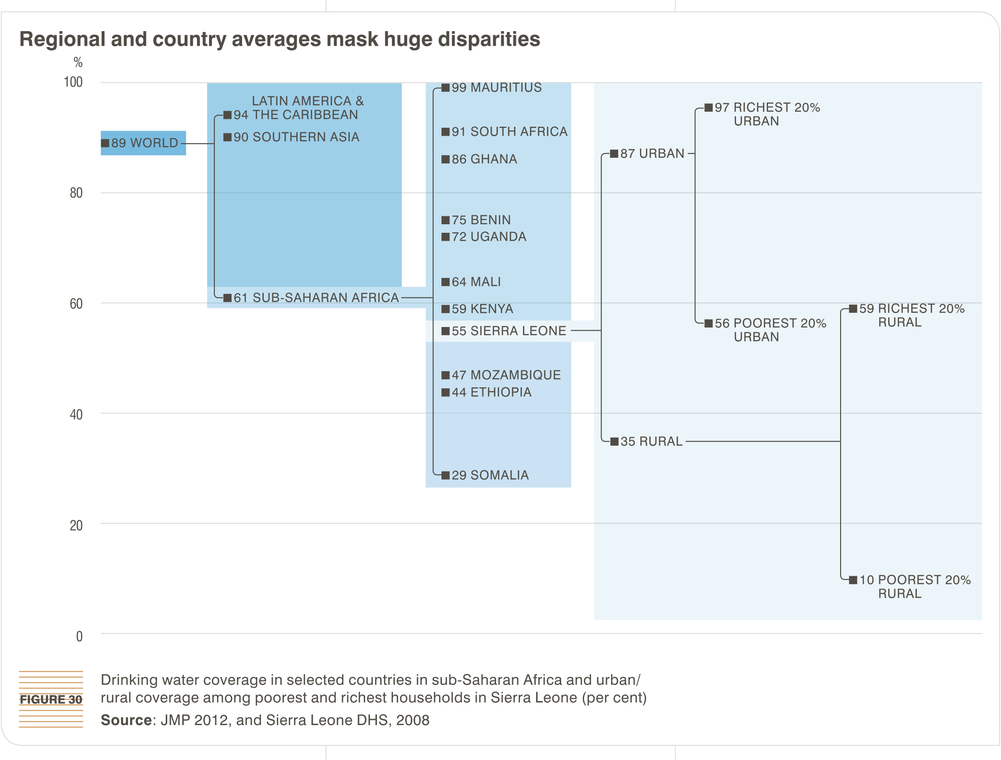 Regional and country averages mask huge disparities
%
100
80
60
40
20
0
89 WORLD
LATIN AMERICA &
94 THE CARIBBEAN
90 SOUTHERN ASIA
61 SUB-SAHARAN AFRICA
99 MAURITIUS
91 SOUTH AFRICA
86 GHANA
75 BENIN
72 UGANDA
64 MALI
59 KENYA
55 SIERRA LEONE
47 MOZAMBIQUE
44 ETHIOPIA
29 SOMALIA
87 URBAN
35 RURAL
97 RICHEST 20%
URBAN
56 POOREST 20%
URBAN
59 RICHEST 20%
RURAL
10 POOREST 20%
RURAL
FIGURE 30
Drinking water coverage in selected countries in sub-Saharan Africa and urban/
rural coverage among poorest and richest households in Sierra Leone (per cent)
Source: JMP 2012, and Sierra Leone DHS, 2008